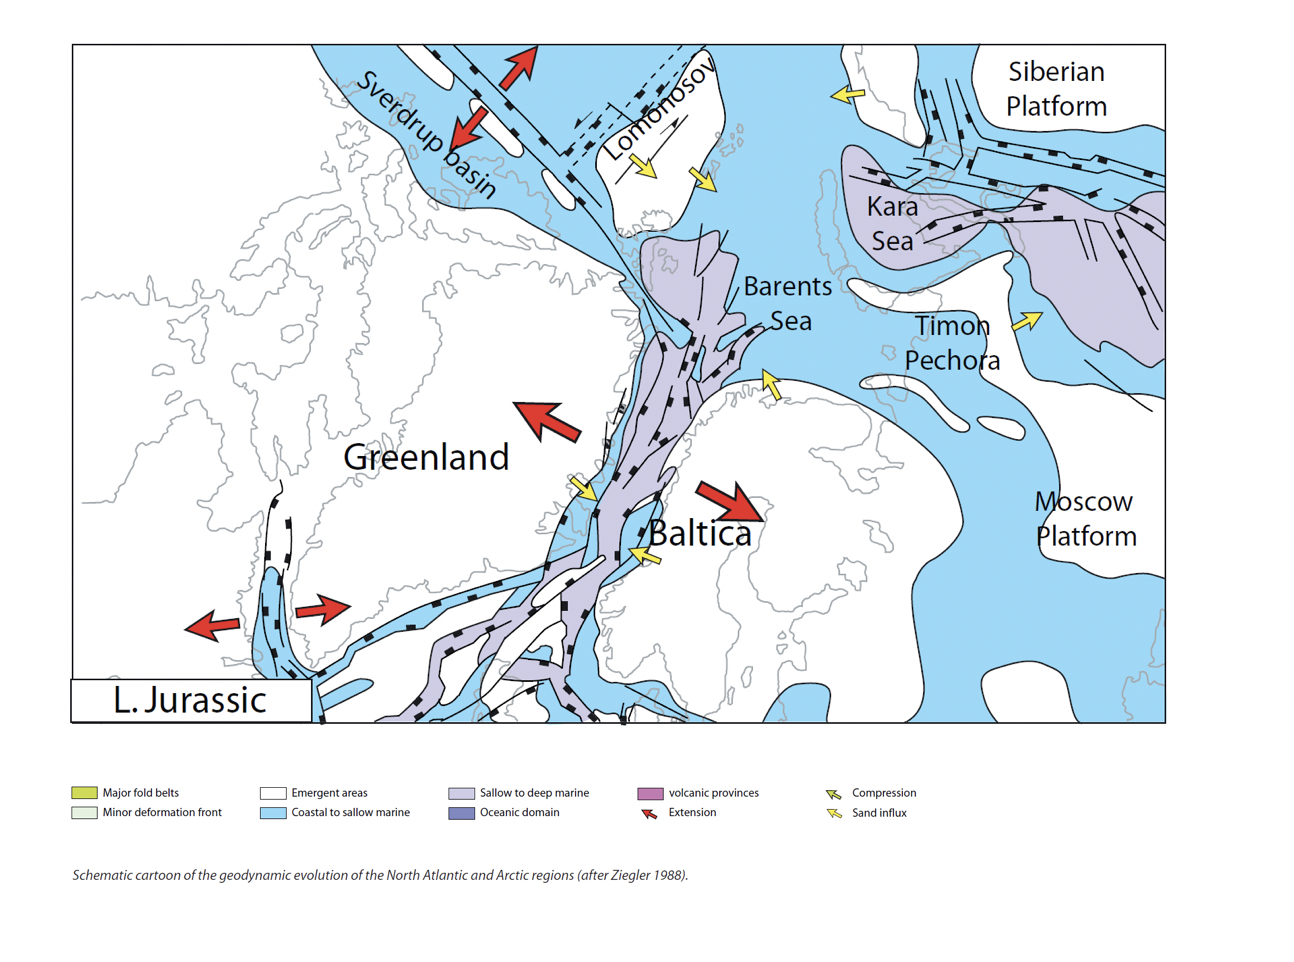 Siberian
Platform
Sverdrup basin
Lomonosov
Kara
Sea
Barents
Sea
Timon
Pechora
Greenland
Moscow
Platform
Baltica
L. Jurassic
Major fold belts
Emergent areas
Sallow to deep marine
volcanic provinces
Compression
Minor deformation front
Coastal to sallow marine
Oceanic domain
Extension
Sand influx
Schematic cartoon of the geodynamic evolution of the North Atlantic and Arctic regions (after Ziegler 1988).